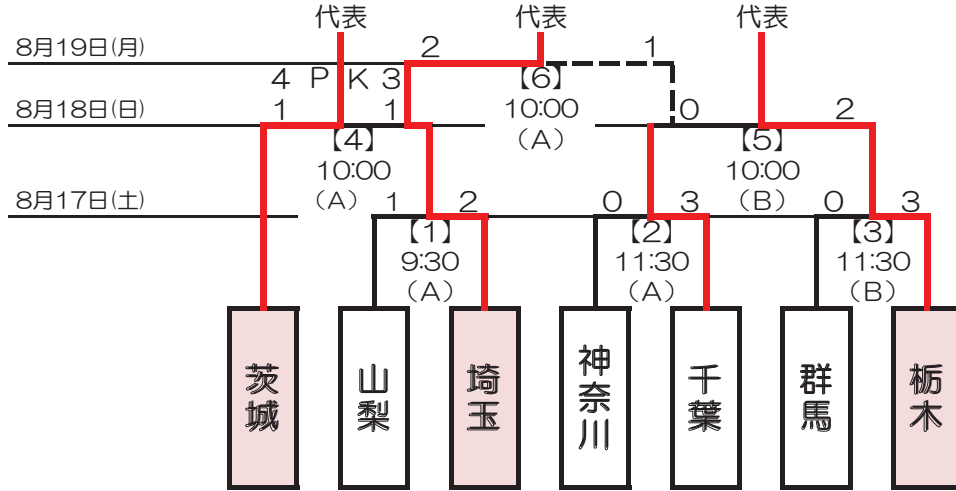 代表 代表 代表
8月19日(月) 2 1
4 PK 3 【6】
8月18日(日) 1 1 10:00 0 2
【4】 (A) 【5】
10:00 10:00
8月17日(土) (A) 1 2 0 3 (B) 0 3
【1】 【2】 【3】
9:30 11:30 11:30
(A) (A) (B)
茨城 山梨 埼玉 神奈川 千葉 群馬 栃木